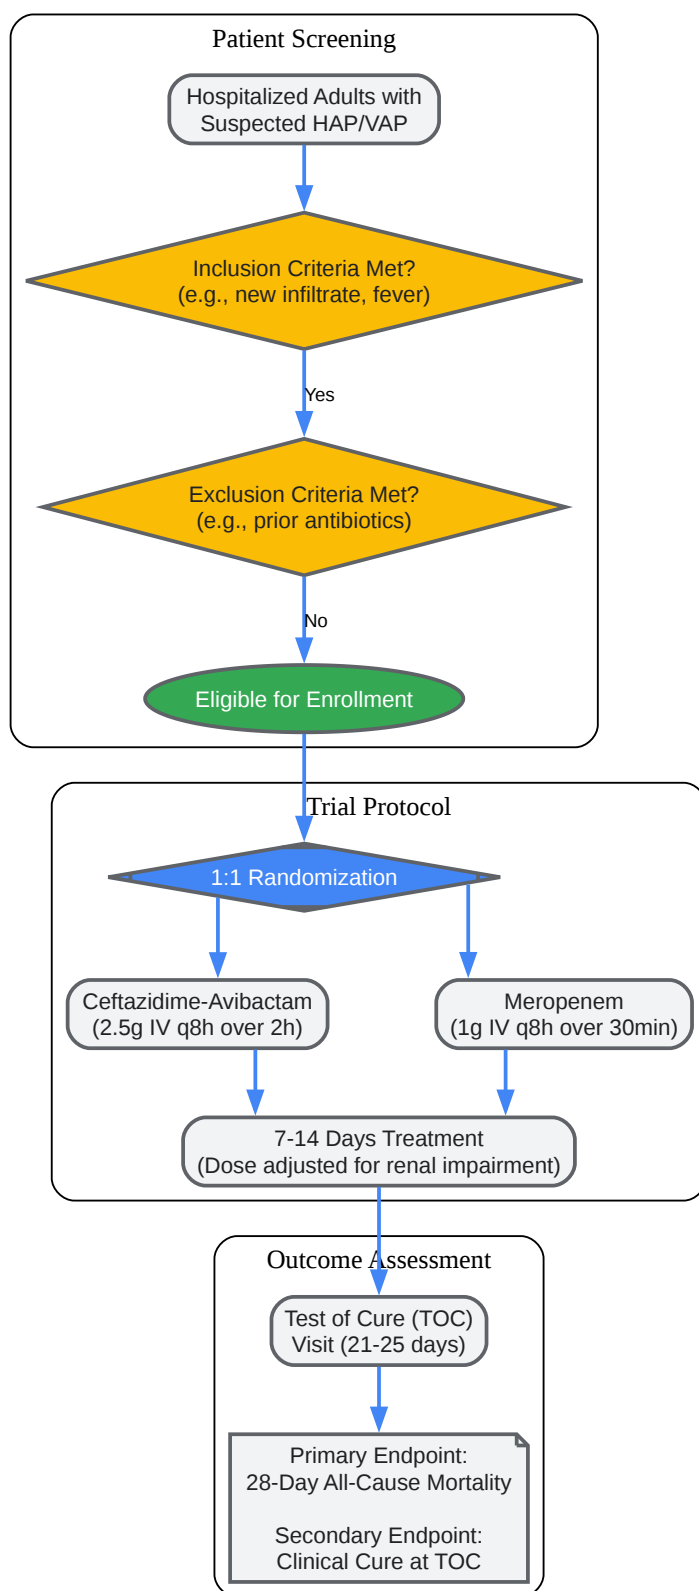 Patient Screening
Hospitalized Adults with
Suspected HAP/VAP
Inclusion Criteria Met?
(e.g., new infiltrate, fever)
Yes
Exclusion Criteria Met?
(e.g., prior antibiotics)
No
Eligible for Enrollment
Trial Protocol
1:1 Randomization
Ceftazidime-Avibactam
(2.5g IV q8h over 2h)
Meropenem
(1g IV q8h over 30min)
7-14 Days Treatment
(Dose adjusted for renal impairment)
Outcome Assessment
Test of Cure (TOC)
Visit (21-25 days)
Primary Endpoint:
28-Day All-Cause Mortality
Secondary Endpoint:
Clinical Cure at TOC